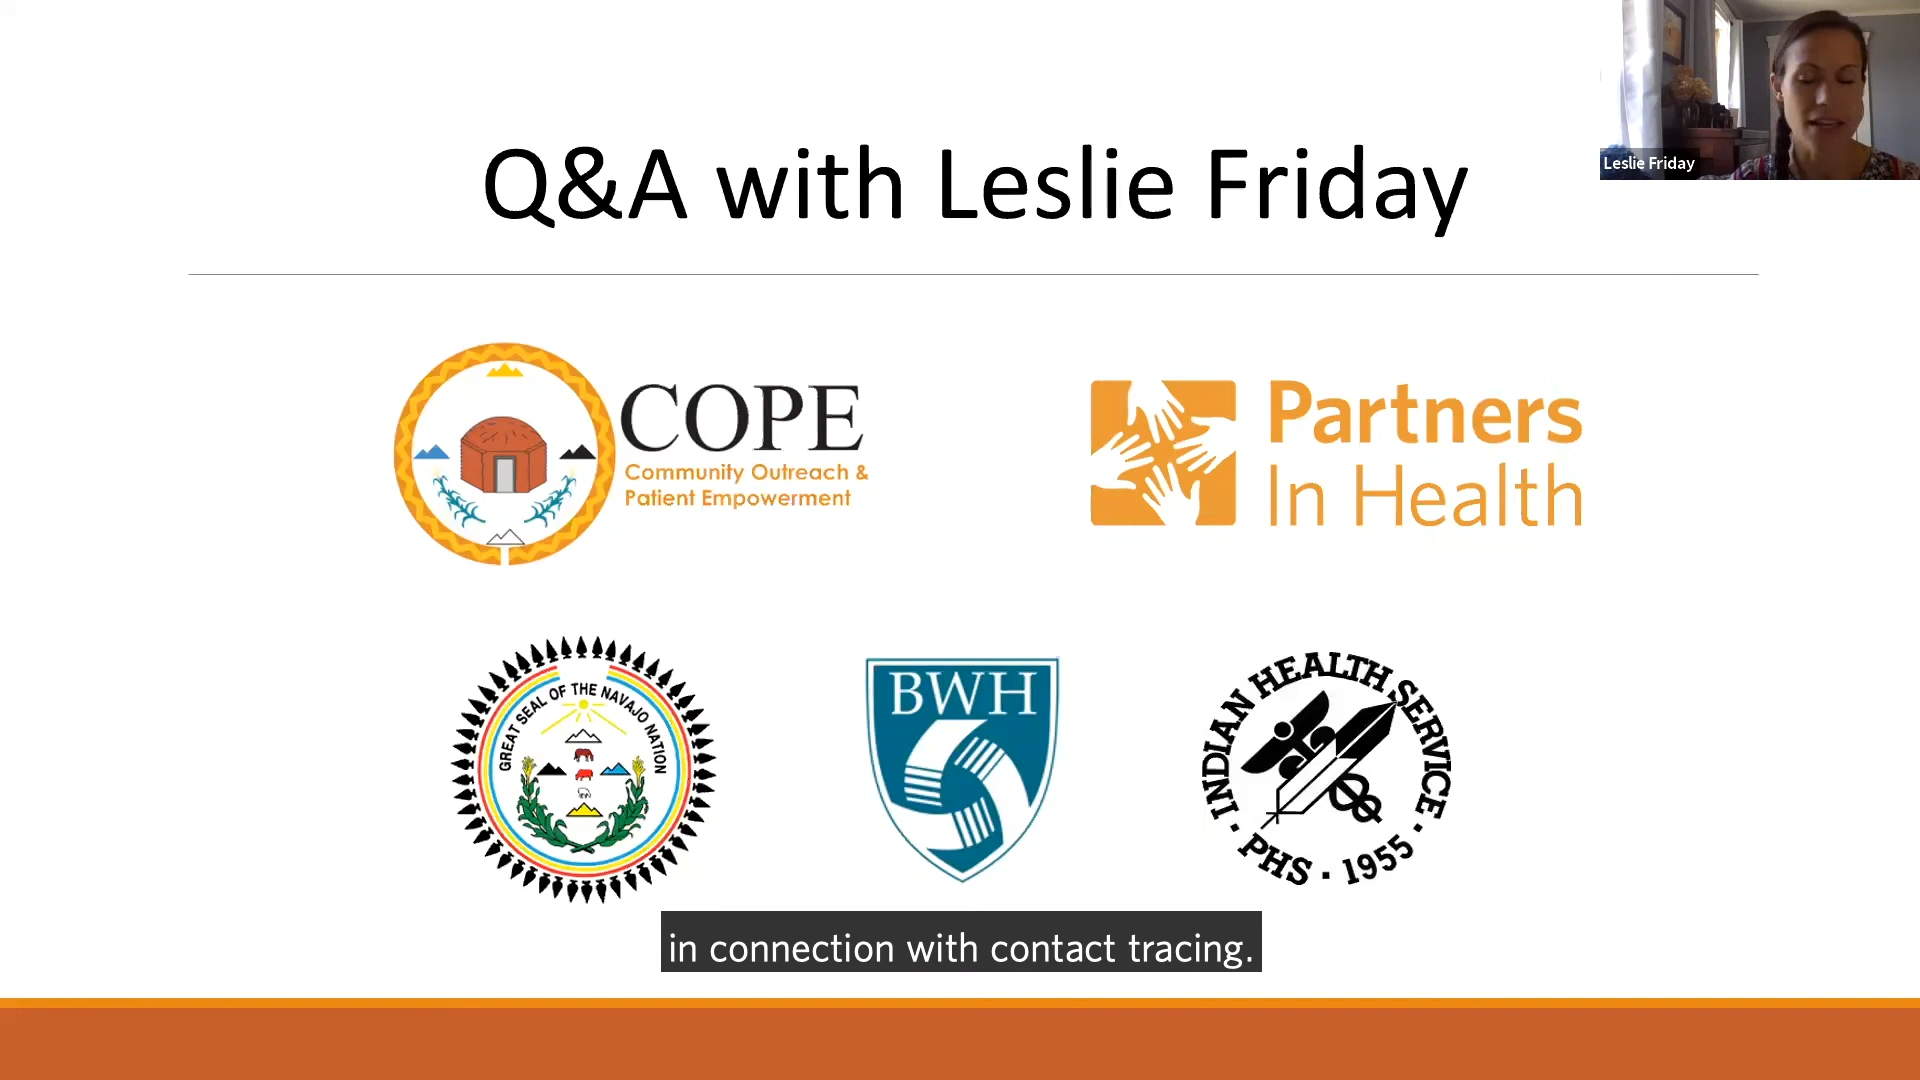 Q&A with Leslie Friday
Leslie Friday
COPE
Community Outreach &
Patient Empowerment
Partners
In Health
GREAT SEAL OF THE NAVAJO NATION
BWH
INDIAN HEALTH SERVICE
PHS · 1955
in connection with contact tracing.